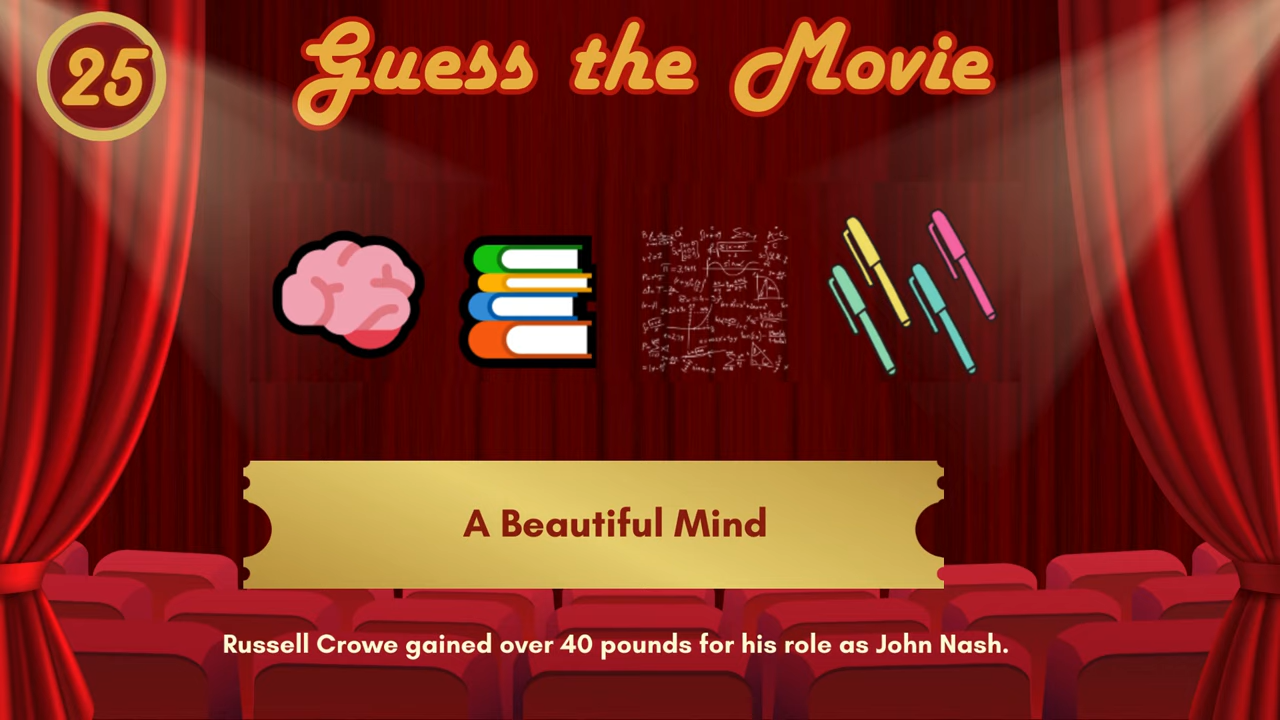 25
Guess the Movie
A Beautiful Mind
Russell Crowe gained over 40 pounds for his role as John Nash.